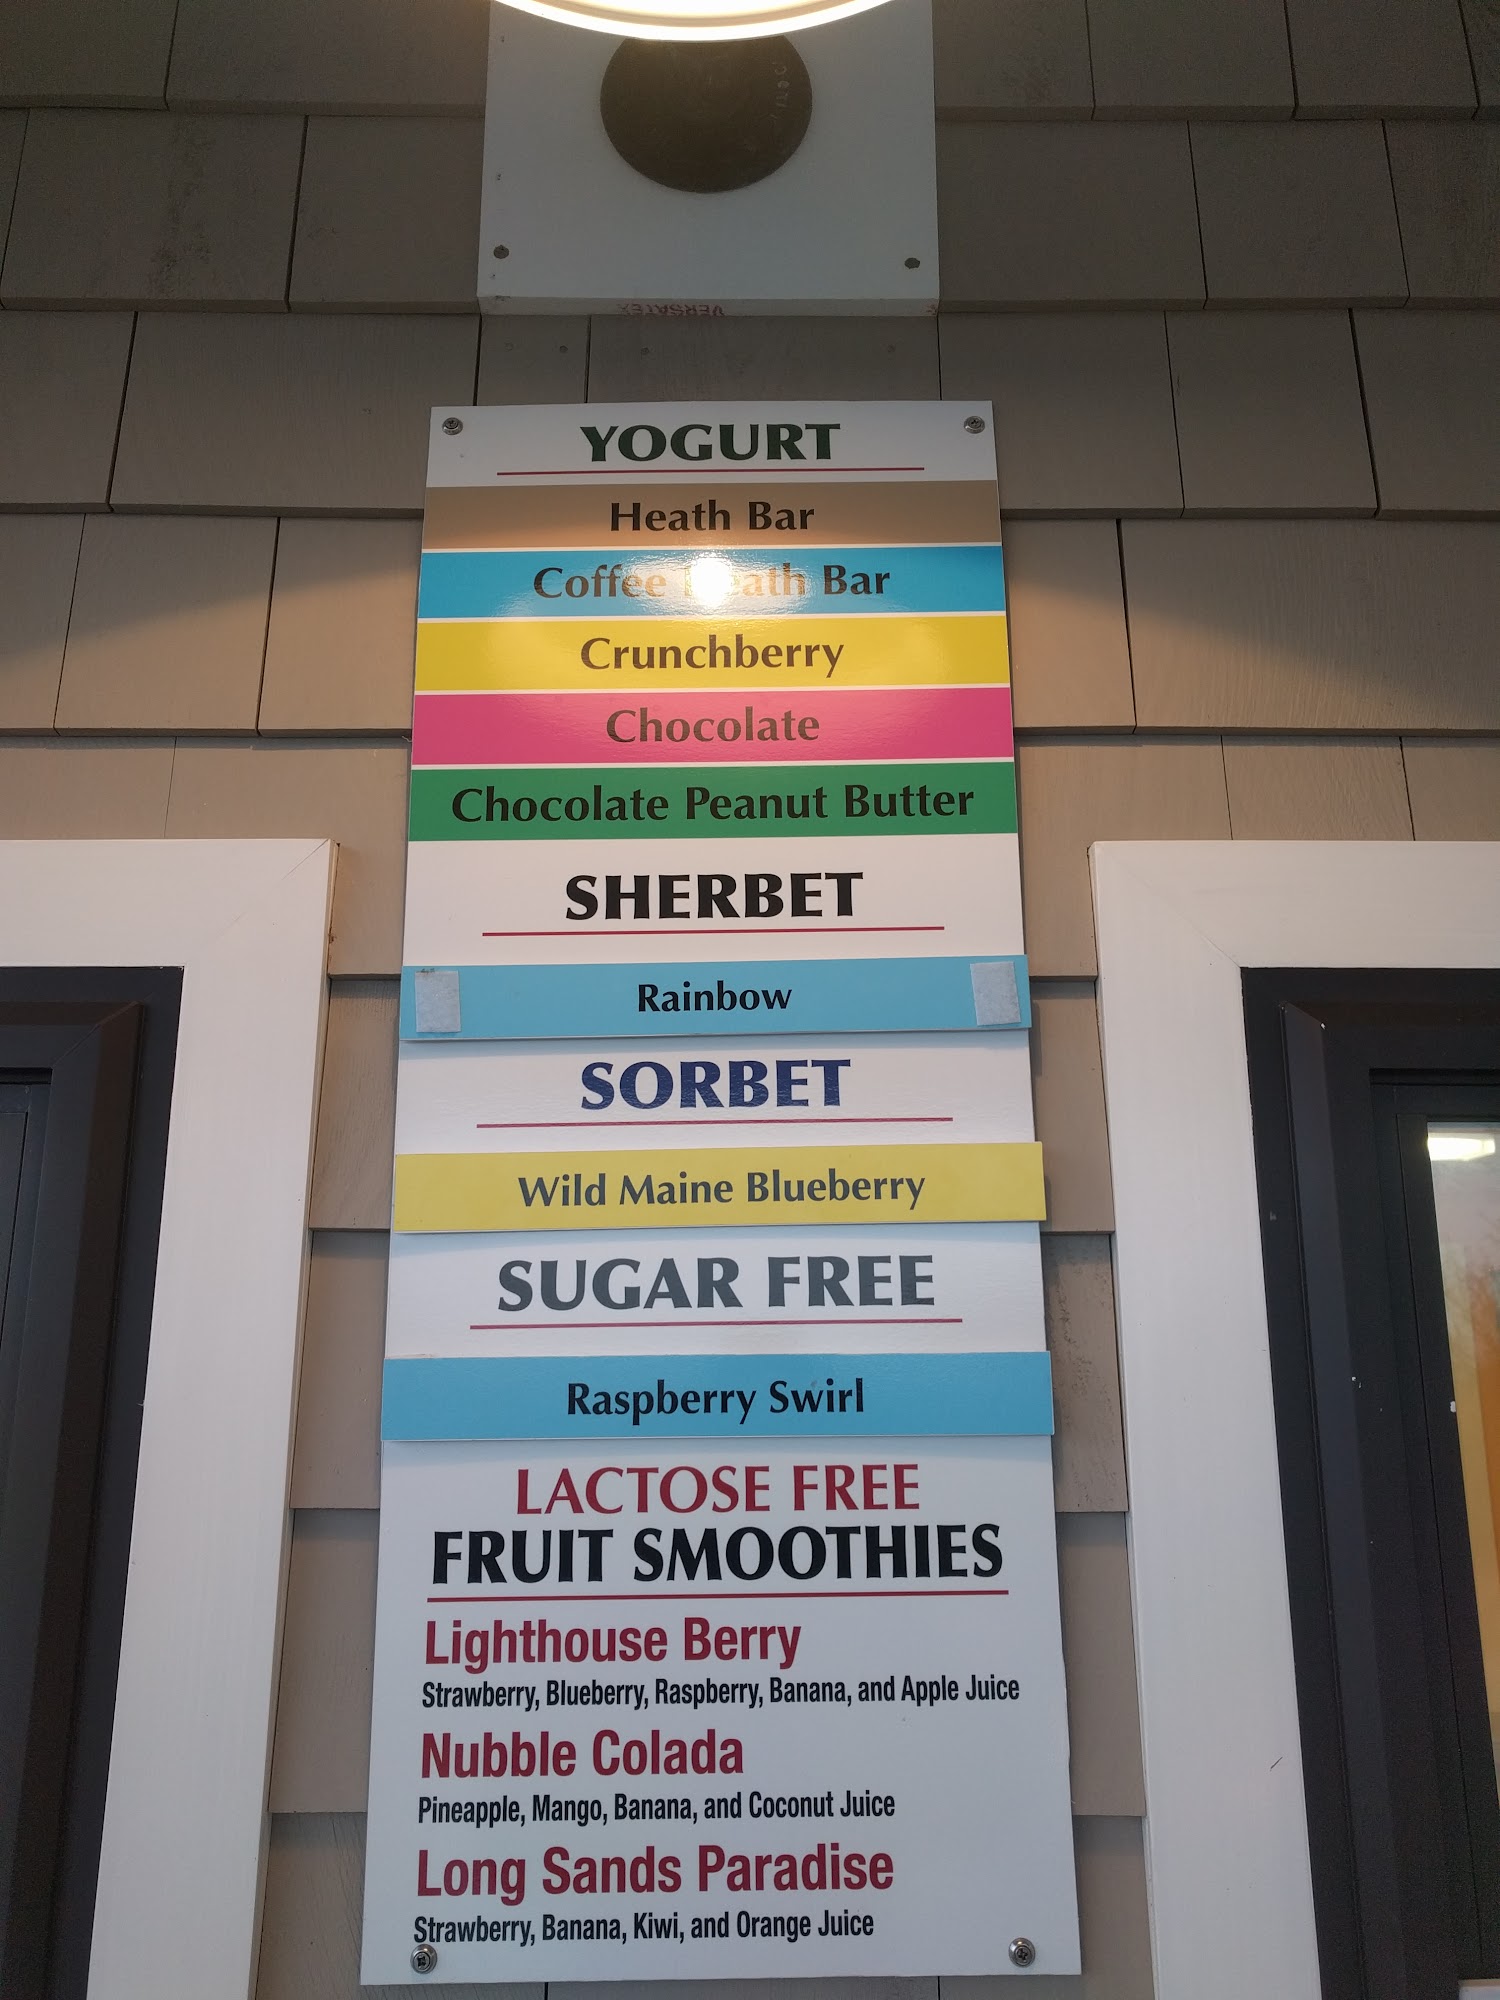 VERSATEX
YOGURT
Heath Bar
Coffee Heath Bar
Crunchberry
Chocolate
Chocolate Peanut Butter
SHERBET
Rainbow
SORBET
Wild Maine Blueberry
SUGAR FREE
Raspberry Swirl
LACTOSE FREE
FRUIT SMOOTHIES
Lighthouse Berry
Strawberry, Blueberry, Raspberry, Banana, and Apple Juice
Nubble Colada
Pineapple, Mango, Banana, and Coconut Juice
Long Sands Paradise
Strawberry, Banana, Kiwi, and Orange Juice